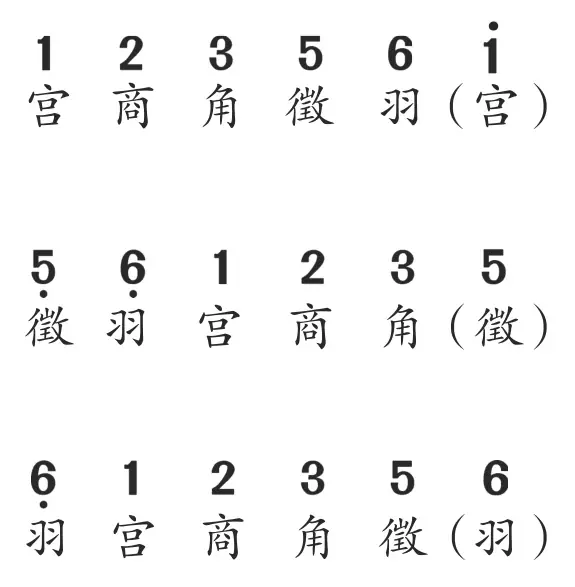 1 2 3 5 6 1̇
宫 商 角 徵 羽 （宫）
5̣ 6̣ 1 2 3 5
徵 羽 宫 商 角 （徵）
6̣ 1 2 3 5 6
羽 宫 商 角 徵 （羽）